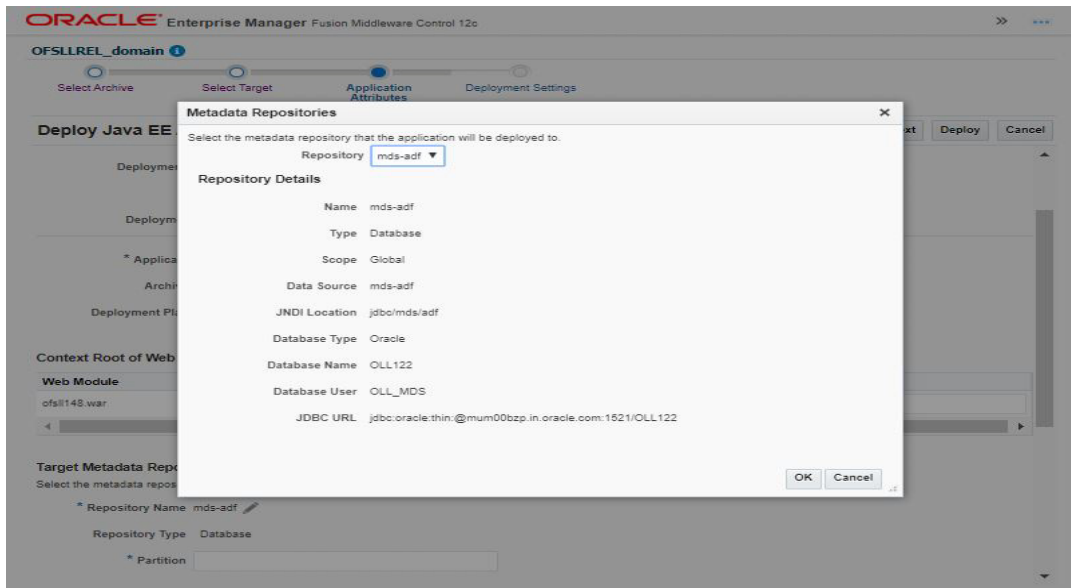 ORACLE Enterprise Manager Fusion Middleware Control 12c
OFSLLREL_domain
Select Archive
Select Target
Application Attributes
Deployment Settings
Deploy Java EE
xt
Deploy
Cancel
Metadata Repositories
Select the metadata repository that the application will be deployed to.
Repository mds-adf
Repository Details
Name mds-adf
Type Database
Scope Global
Data Source mds-adf
JNDI Location jdbc/mds/adf
Database Type Oracle
Database Name OLL122
Database User OLL_MDS
JDBC URL jdbc:oracle:thin:@mum00bzp.in.oracle.com:1521/OLL122
OK
Cancel
Deploymen
Deploym
* Applica
Archi
Deployment Pla
Context Root of Web
Web Module
ofsll148.war
Target Metadata Repo
Select the metadata repos
* Repository Name mds-adf
Repository Type Database
* Partition